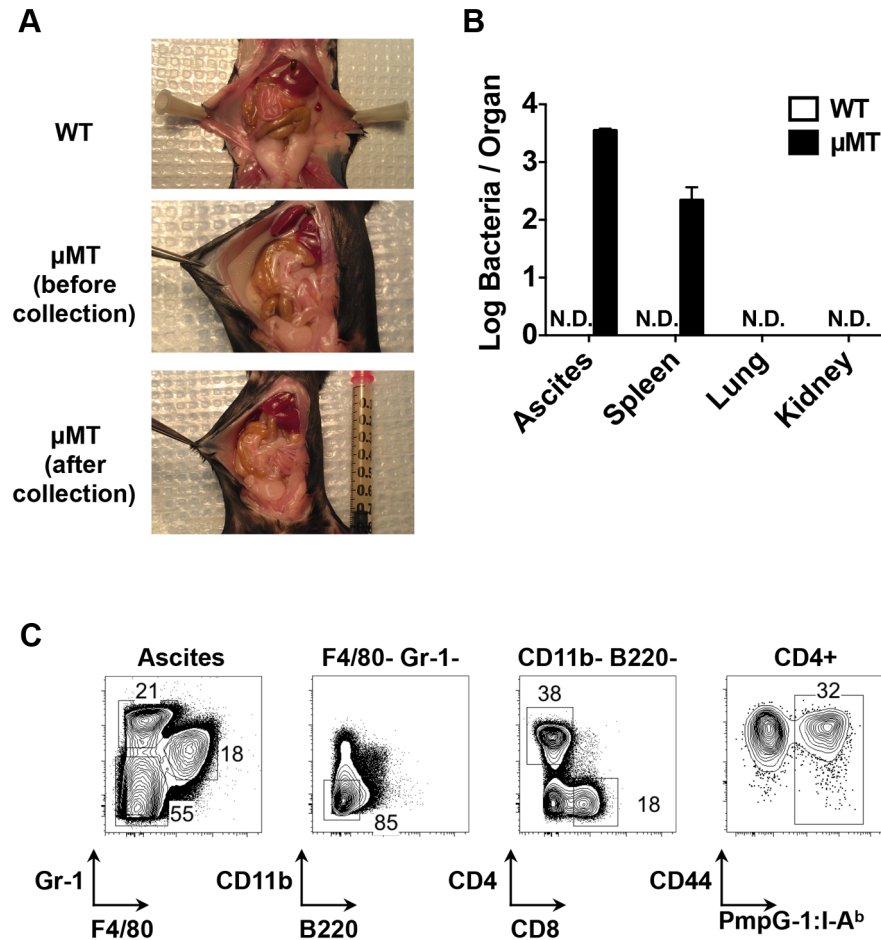 A
WT
µMT
(before
collection)
µMT
(after
collection)
B
Log Bacteria / Organ
4
3
2
1
0
WT
µMT
N.D. N.D. N.D. N.D.
Ascites Spleen Lung Kidney
C
Ascites F4/80- Gr-1- CD11b- B220- CD4+
21
18
55
85
38
18
32
Gr-1
F4/80
CD11b
B220
CD4
CD8
CD44
PmpG-1:I-Aᵇ